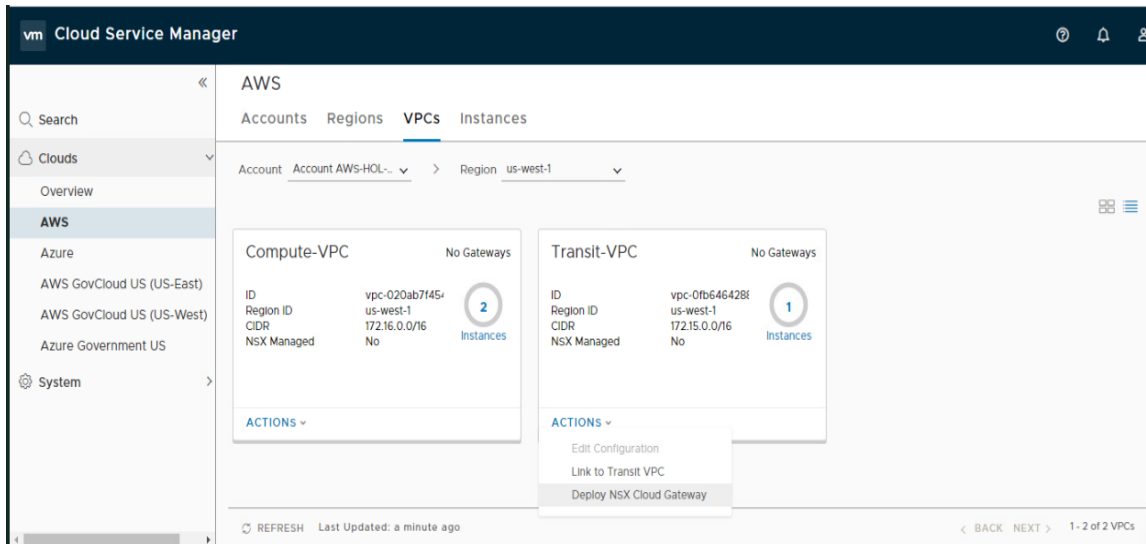 vm Cloud Service Manager
AWS
Search
Accounts Regions VPCs Instances
Clouds
Account Account AWS-HOL-.. > Region us-west-1
Overview
AWS
Azure
AWS GovCloud US (US-East)
AWS GovCloud US (US-West)
Azure Government US
System
Compute-VPC No Gateways
ID vpc-020ab7f454
Region ID us-west-1
CIDR 172.16.0.0/16
NSX Managed No
2
Instances
ACTIONS
Transit-VPC No Gateways
ID vpc-0fb6464288
Region ID us-west-1
CIDR 172.15.0.0/16
NSX Managed No
1
Instances
ACTIONS
Edit Configuration
Link to Transit VPC
Deploy NSX Cloud Gateway
REFRESH Last Updated: a minute ago
< BACK NEXT > 1 - 2 of 2 VPCs